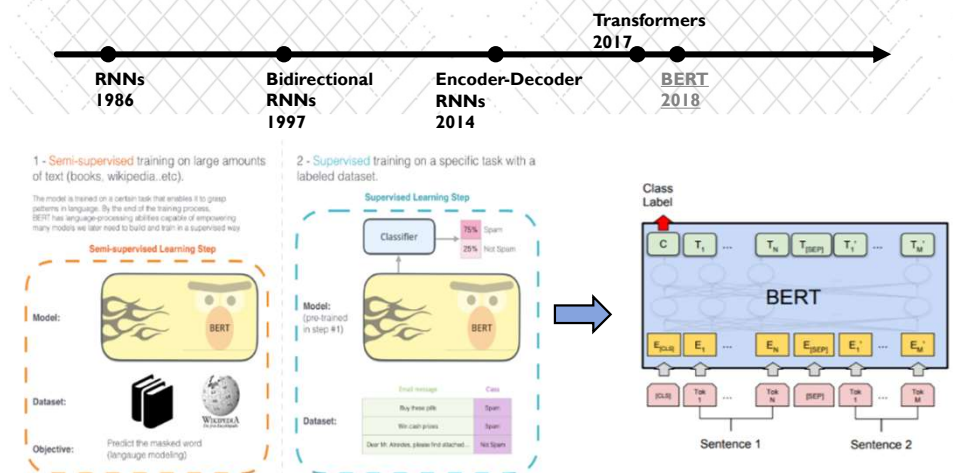 Transformers
2017
RNNs
1986
Bidirectional
RNNs
1997
Encoder-Decoder
RNNs
2014
BERT
2018
1 - Semi-supervised training on large amounts
of text (books, wikipedia..etc).
The model is trained on a certain task that enables it to grasp
patterns in language. By the end of the training process,
BERT has language-processing abilities capable of empowering
many models we later need to build and train in a supervised way.
Semi-supervised Learning Step
Model:
BERT
Dataset:
WIKIPEDIA
Objective:
Predict the masked word
(langauge modeling)
2 - Supervised training on a specific task with a
labeled dataset.
Supervised Learning Step
Classifier
75% Spam
25% Not Spam
Model:
(pre-trained
in step #1)
BERT
Email message Class
Dataset:
Buy these pills Spam
Win cash prizes Spam
Dear Mr. Atreides, please find attached... Not Spam
Class
Label
C T1 ... TN T[SEP] T1' ... TM'
BERT
E[CLS] E1 ... EN E[SEP] E1' ... EM'
[CLS] Tok 1 ... Tok N [SEP] Tok 1 ... Tok M
Sentence 1 Sentence 2